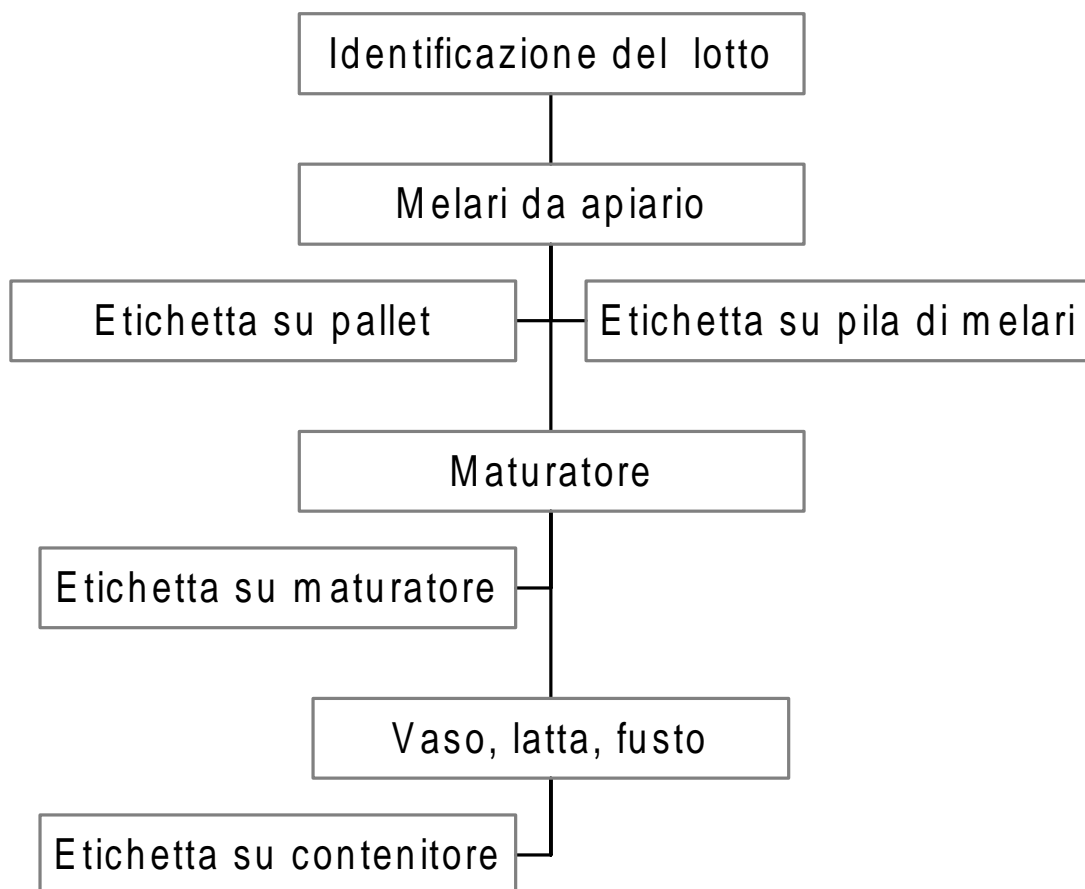 Identificazione del lotto
Melari da apiario
Etichetta su pallet
Etichetta su pila di melari
Maturatore
Etichetta su maturatore
Vaso, latta, fusto
Etichetta su contenitore